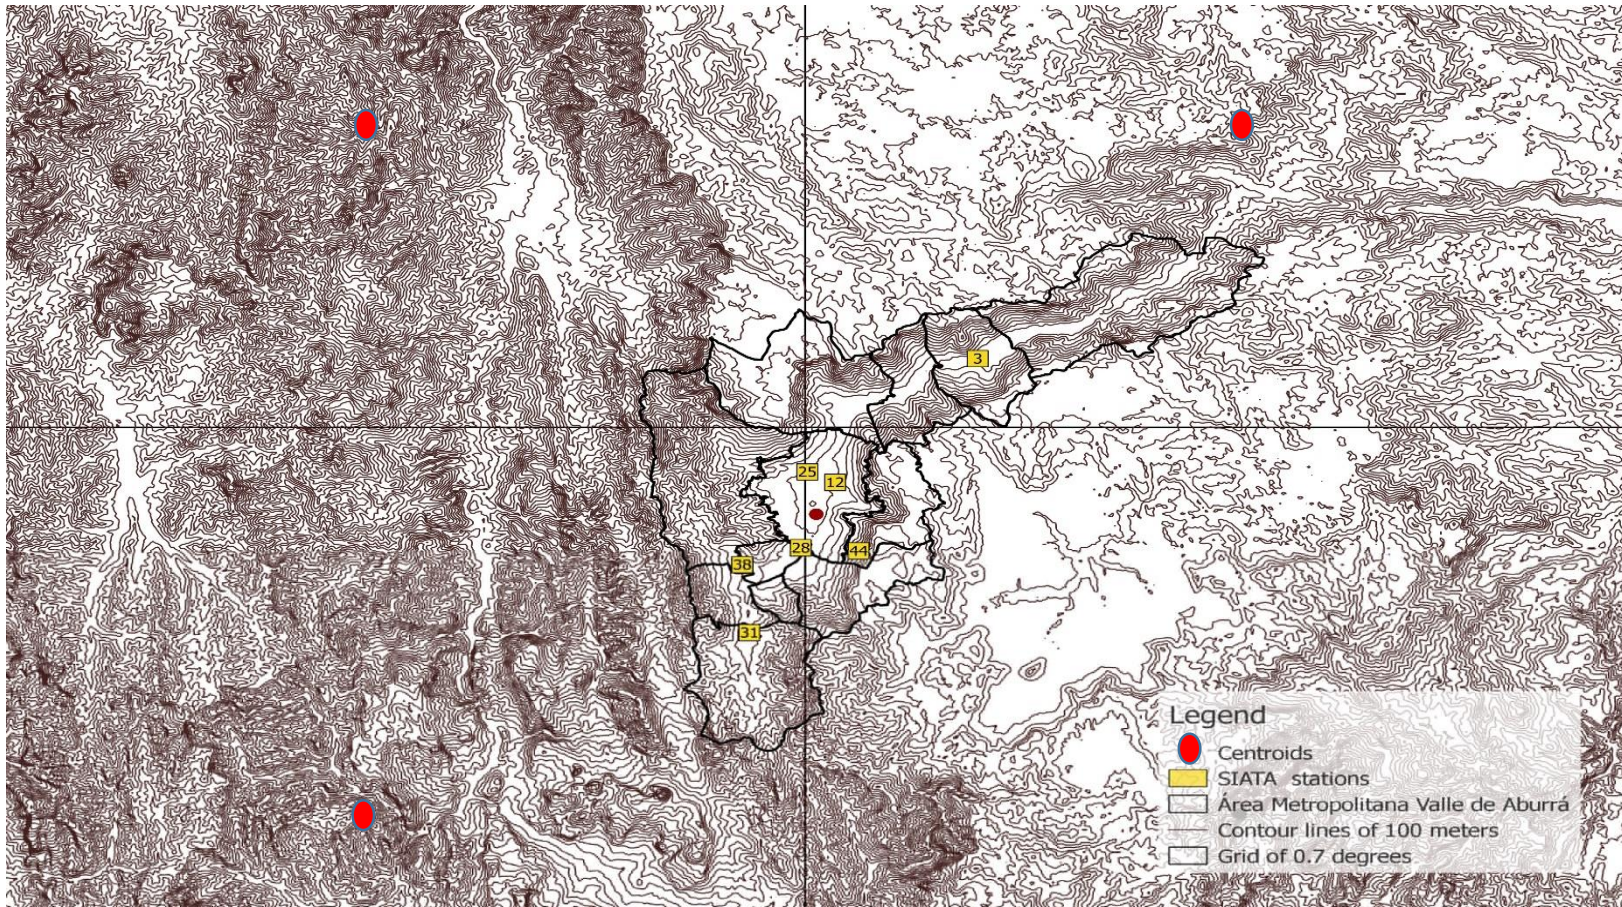 3
25
12
28
44
38
31
Legend
Centroids
SIATA stations
Área Metropolitana Valle de Aburrá
Contour lines of 100 meters
Grid of 0.7 degrees